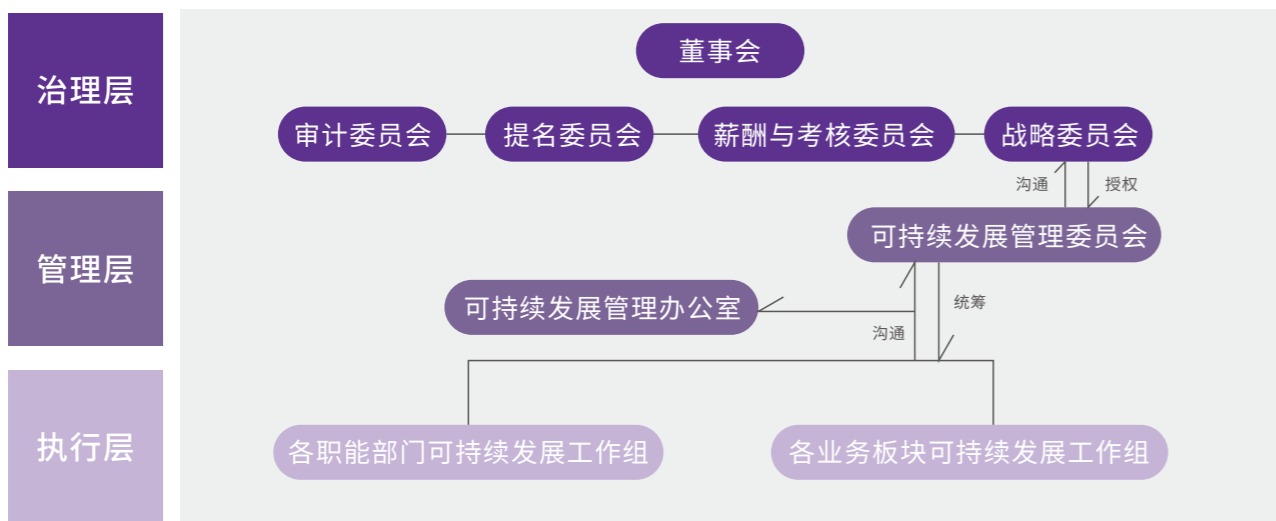 治理层
董事会
审计委员会
提名委员会
薪酬与考核委员会
战略委员会
沟通
授权
管理层
可持续发展管理委员会
可持续发展管理办公室
统筹
沟通
执行层
各职能部门可持续发展工作组
各业务板块可持续发展工作组